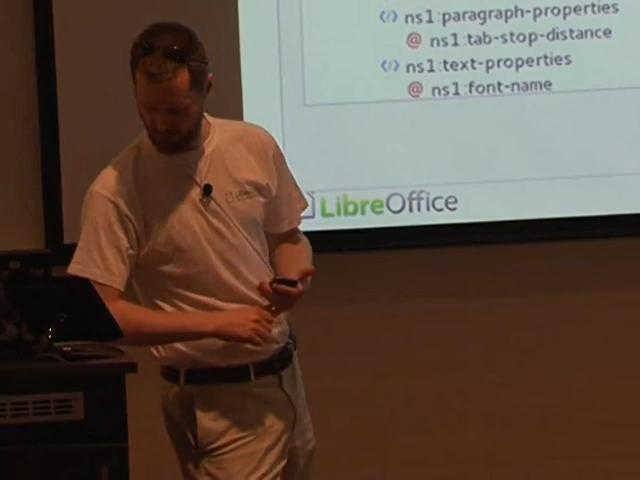 ns1:paragraph-properties
@ ns1:tab-stop-distance
ns1:text-properties
@ ns1:font-name
LibreOffice